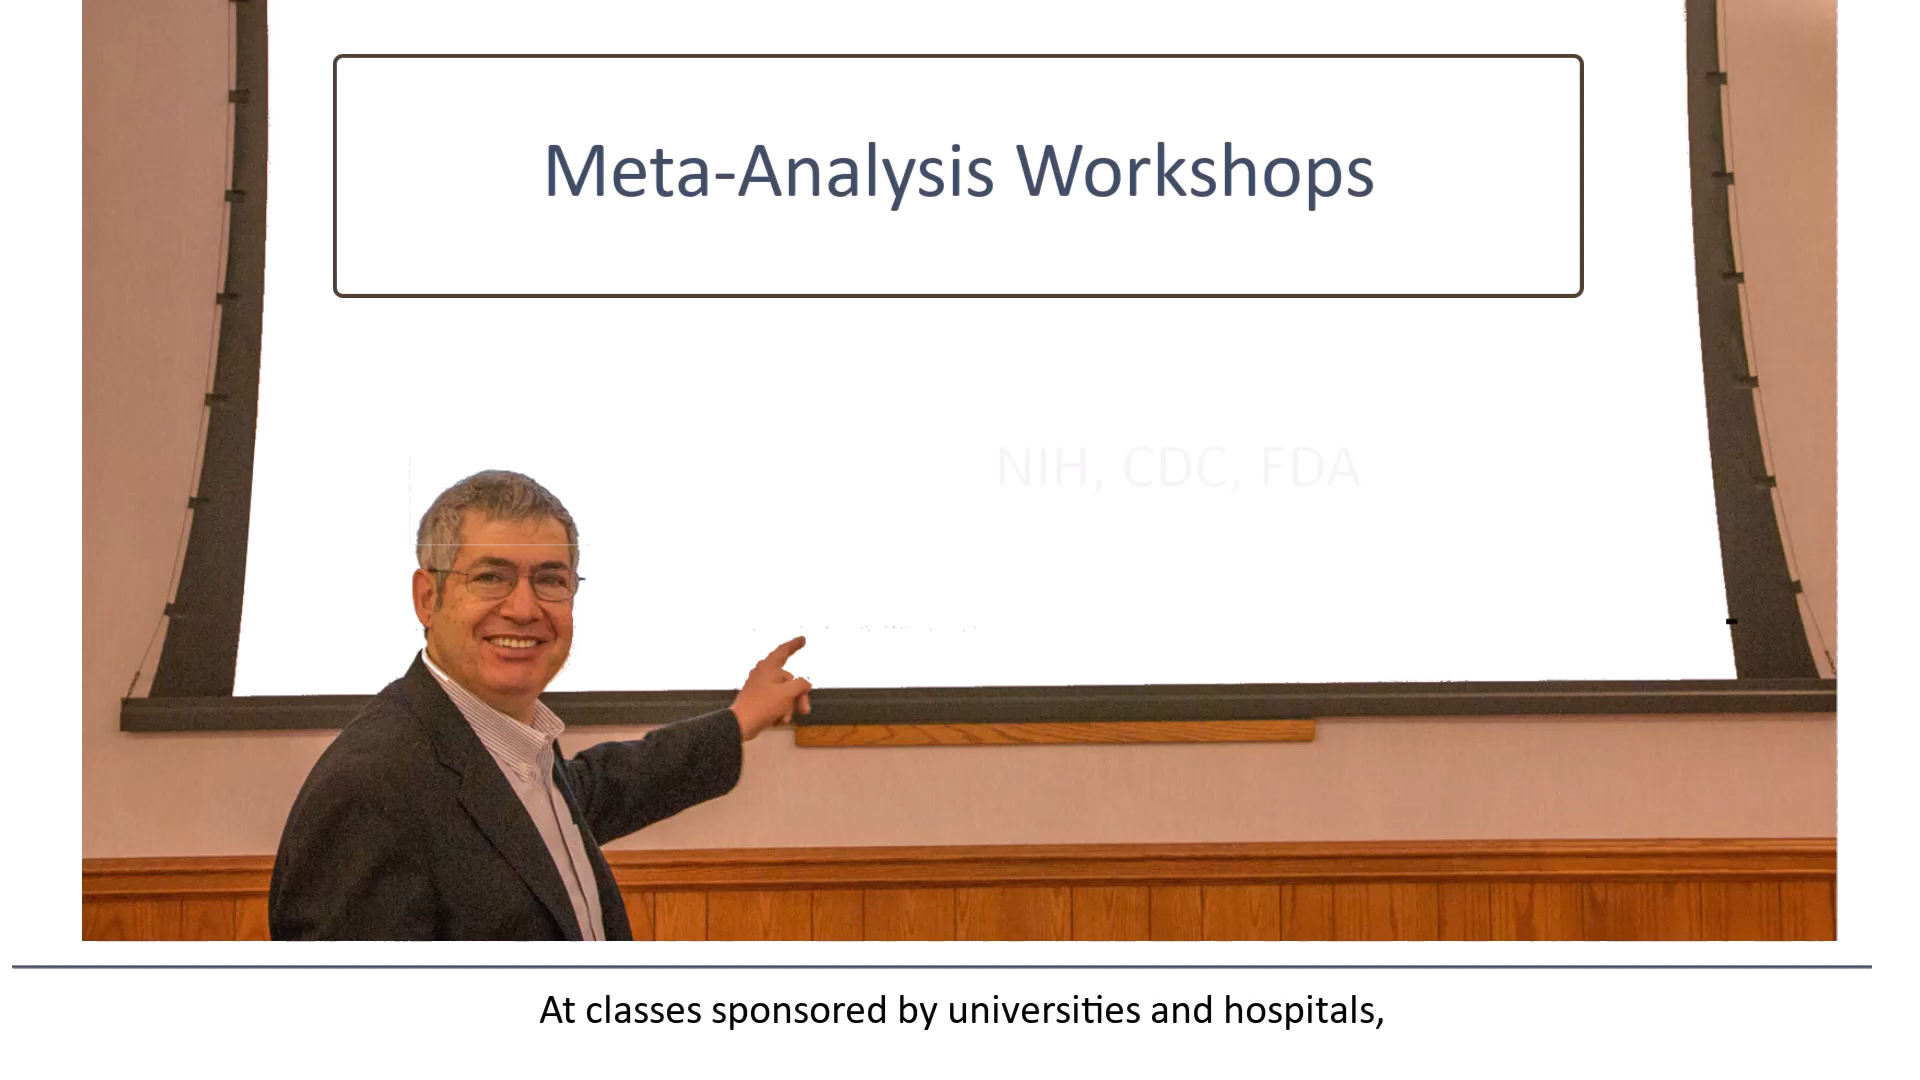 Meta-Analysis Workshops
NIH, CDC, FDA
At classes sponsored by universities and hospitals,